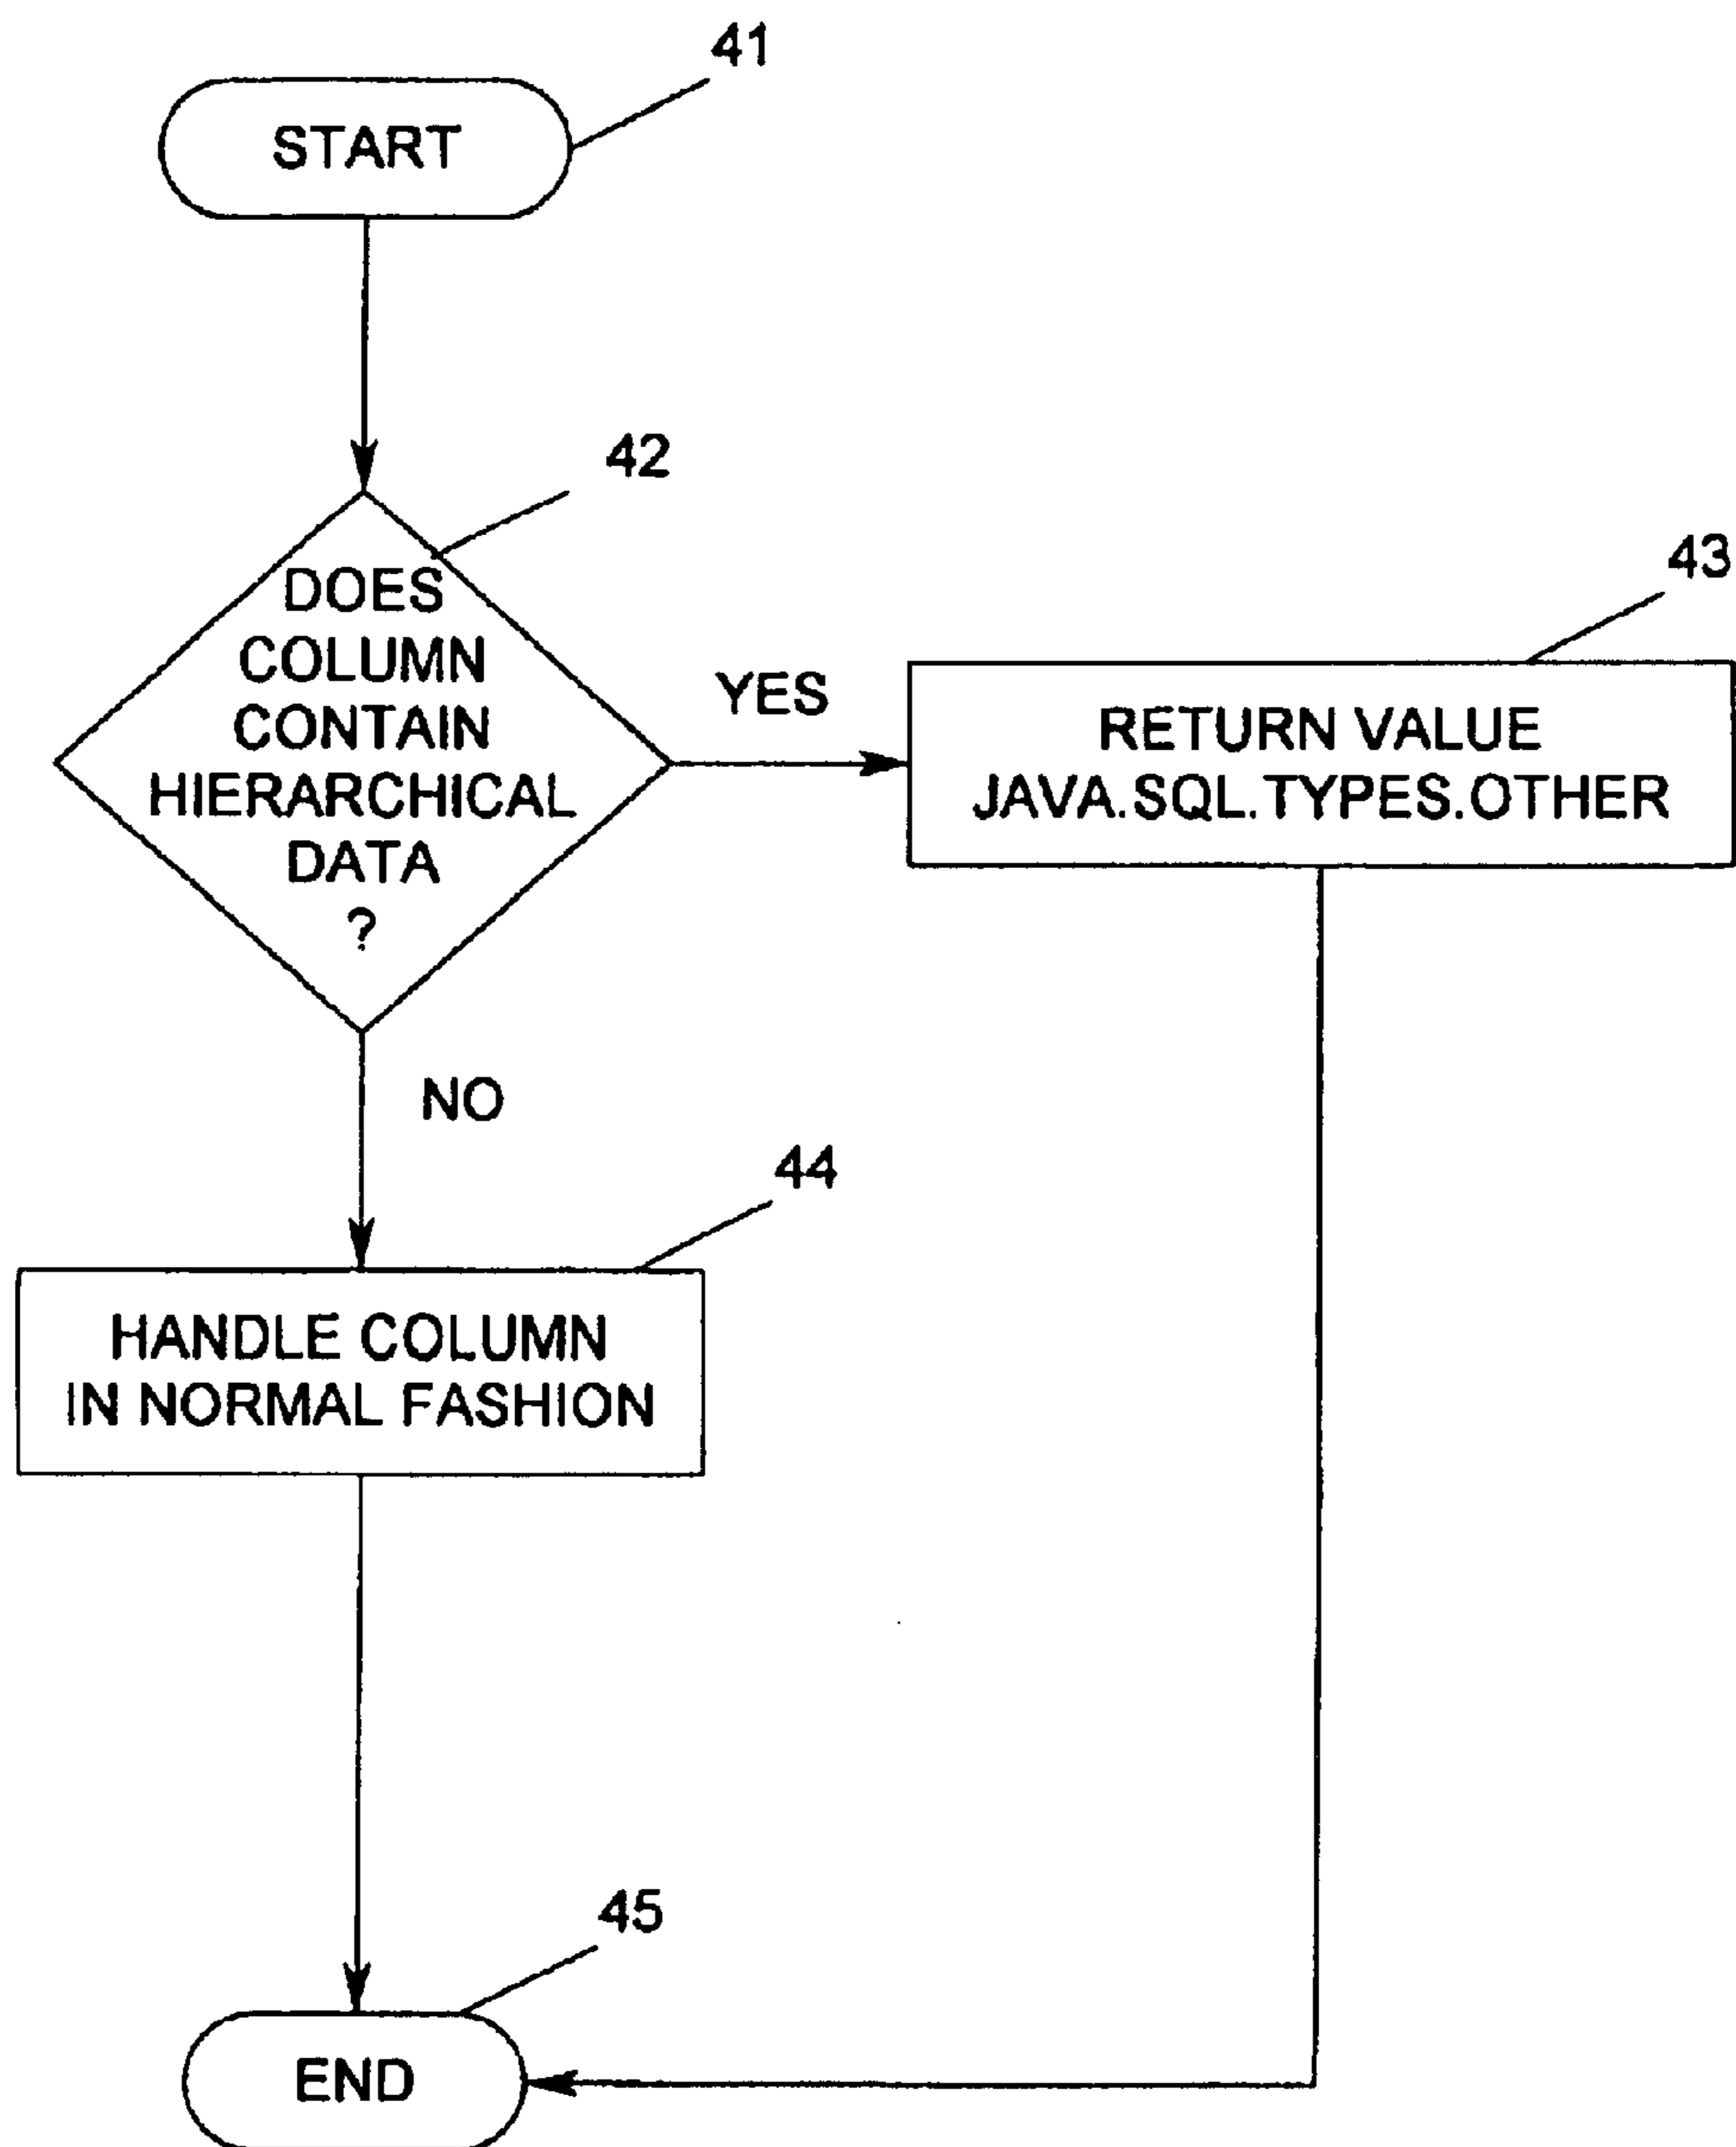 41
START
42
DOES
COLUMN
CONTAIN
HIERARCHICAL
DATA
?
YES
43
RETURN VALUE
JAVA.SQL.TYPES.OTHER
NO
44
HANDLE COLUMN
IN NORMAL FASHION
45
END